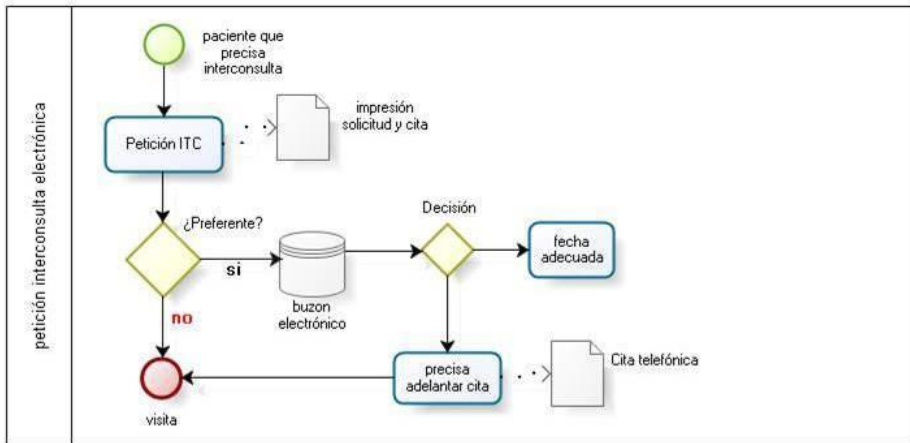 petición interconsulta electrónica
paciente que
precisa
interconsulta
impresión
solicitud y cita
Petición ITC
¿Preferente?
si
no
buzon
electrónico
Decisión
fecha
adecuada
precisa
adelantar cita
Cita telefónica
visita